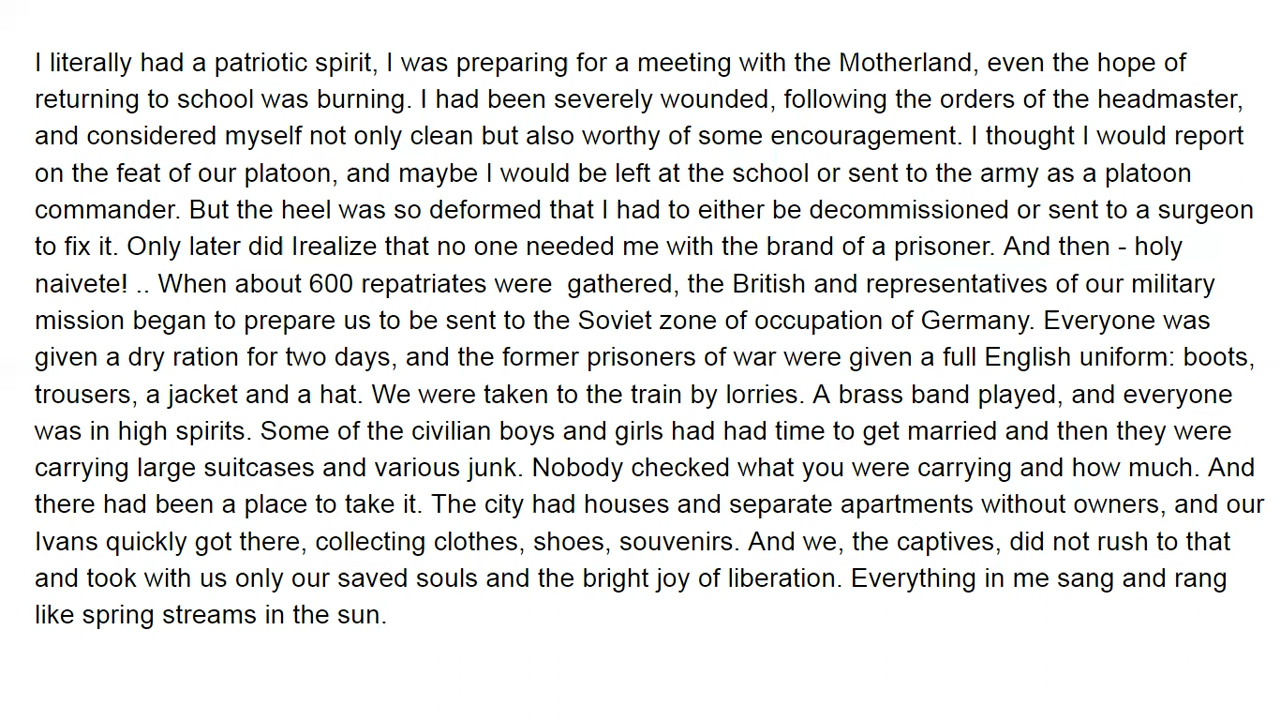 I literally had a patriotic spirit, I was preparing for a meeting with the Motherland, even the hope of
returning to school was burning. I had been severely wounded, following the orders of the headmaster,
and considered myself not only clean but also worthy of some encouragement. I thought I would report
on the feat of our platoon, and maybe I would be left at the school or sent to the army as a platoon
commander. But the heel was so deformed that I had to either be decommissioned or sent to a surgeon
to fix it. Only later did Irealize that no one needed me with the brand of a prisoner. And then - holy
naivete! .. When about 600 repatriates were  gathered, the British and representatives of our military
mission began to prepare us to be sent to the Soviet zone of occupation of Germany. Everyone was
given a dry ration for two days, and the former prisoners of war were given a full English uniform: boots,
trousers, a jacket and a hat. We were taken to the train by lorries. A brass band played, and everyone
was in high spirits. Some of the civilian boys and girls had had time to get married and then they were
carrying large suitcases and various junk. Nobody checked what you were carrying and how much. And
there had been a place to take it. The city had houses and separate apartments without owners, and our
Ivans quickly got there, collecting clothes, shoes, souvenirs. And we, the captives, did not rush to that
and took with us only our saved souls and the bright joy of liberation. Everything in me sang and rang
like spring streams in the sun.